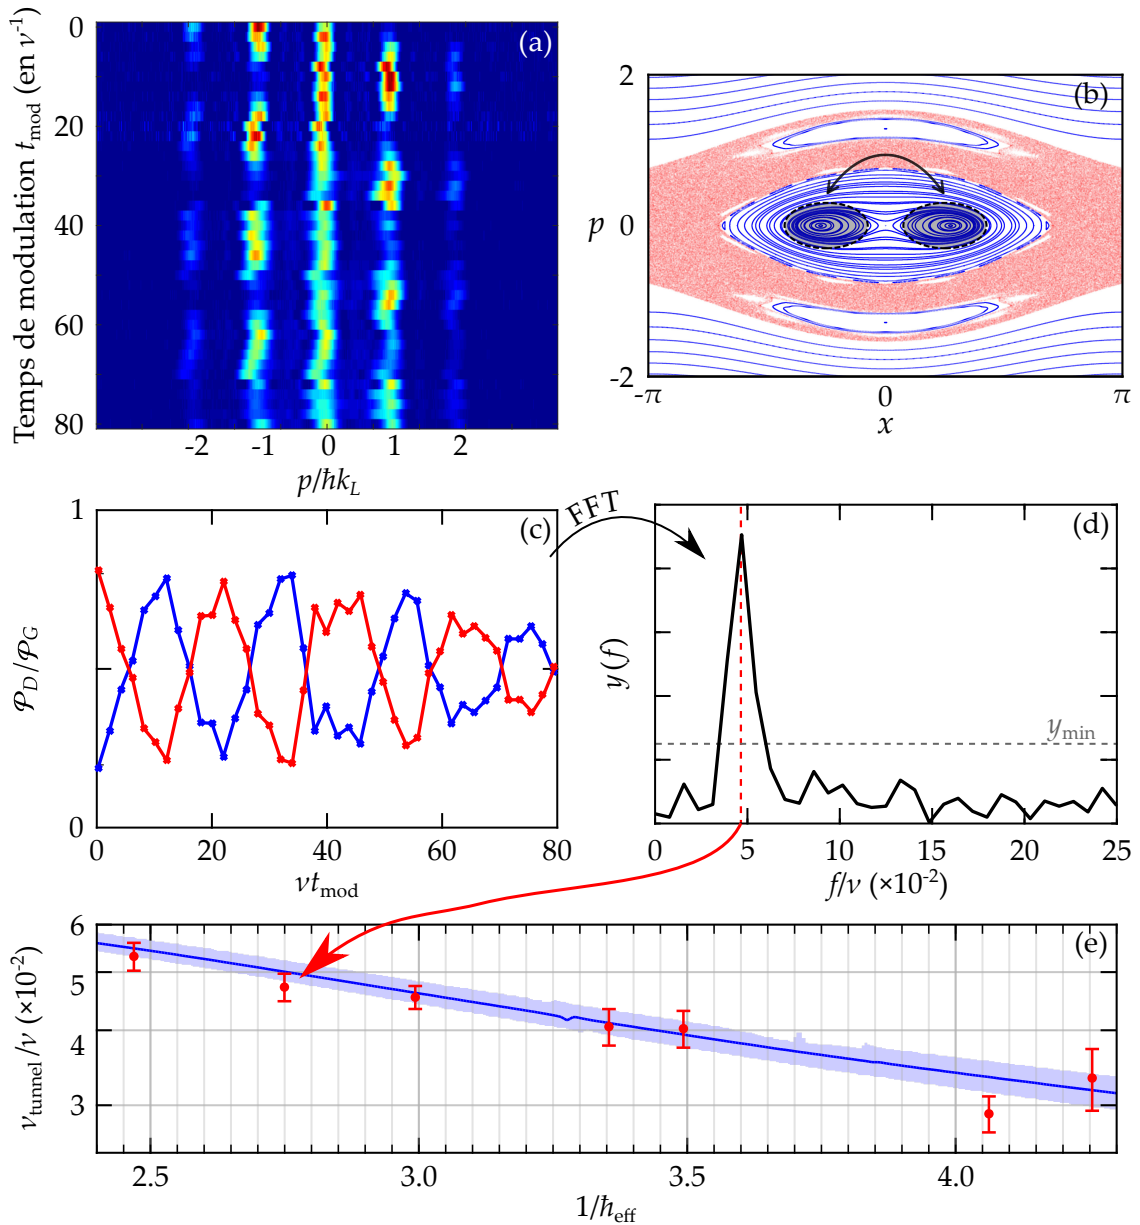 (a)
Temps de modulation t_mod (en ν⁻¹)
0
20
40
60
80
-2 -1 0 1 2
p/ħk_L
(b)
2
p 0
-2
-π 0 π
x
(c)
1
𝒫_D/𝒫_G
0
0 20 40 60 80
νt_mod
FFT
(d)
y(f)
y_min
0 5 10 15 20 25
f/ν (×10⁻²)
(e)
ν_tunnel/ν (×10⁻²)
6
5
4
3
2.5 3.0 3.5 4.0
1/ħ_eff